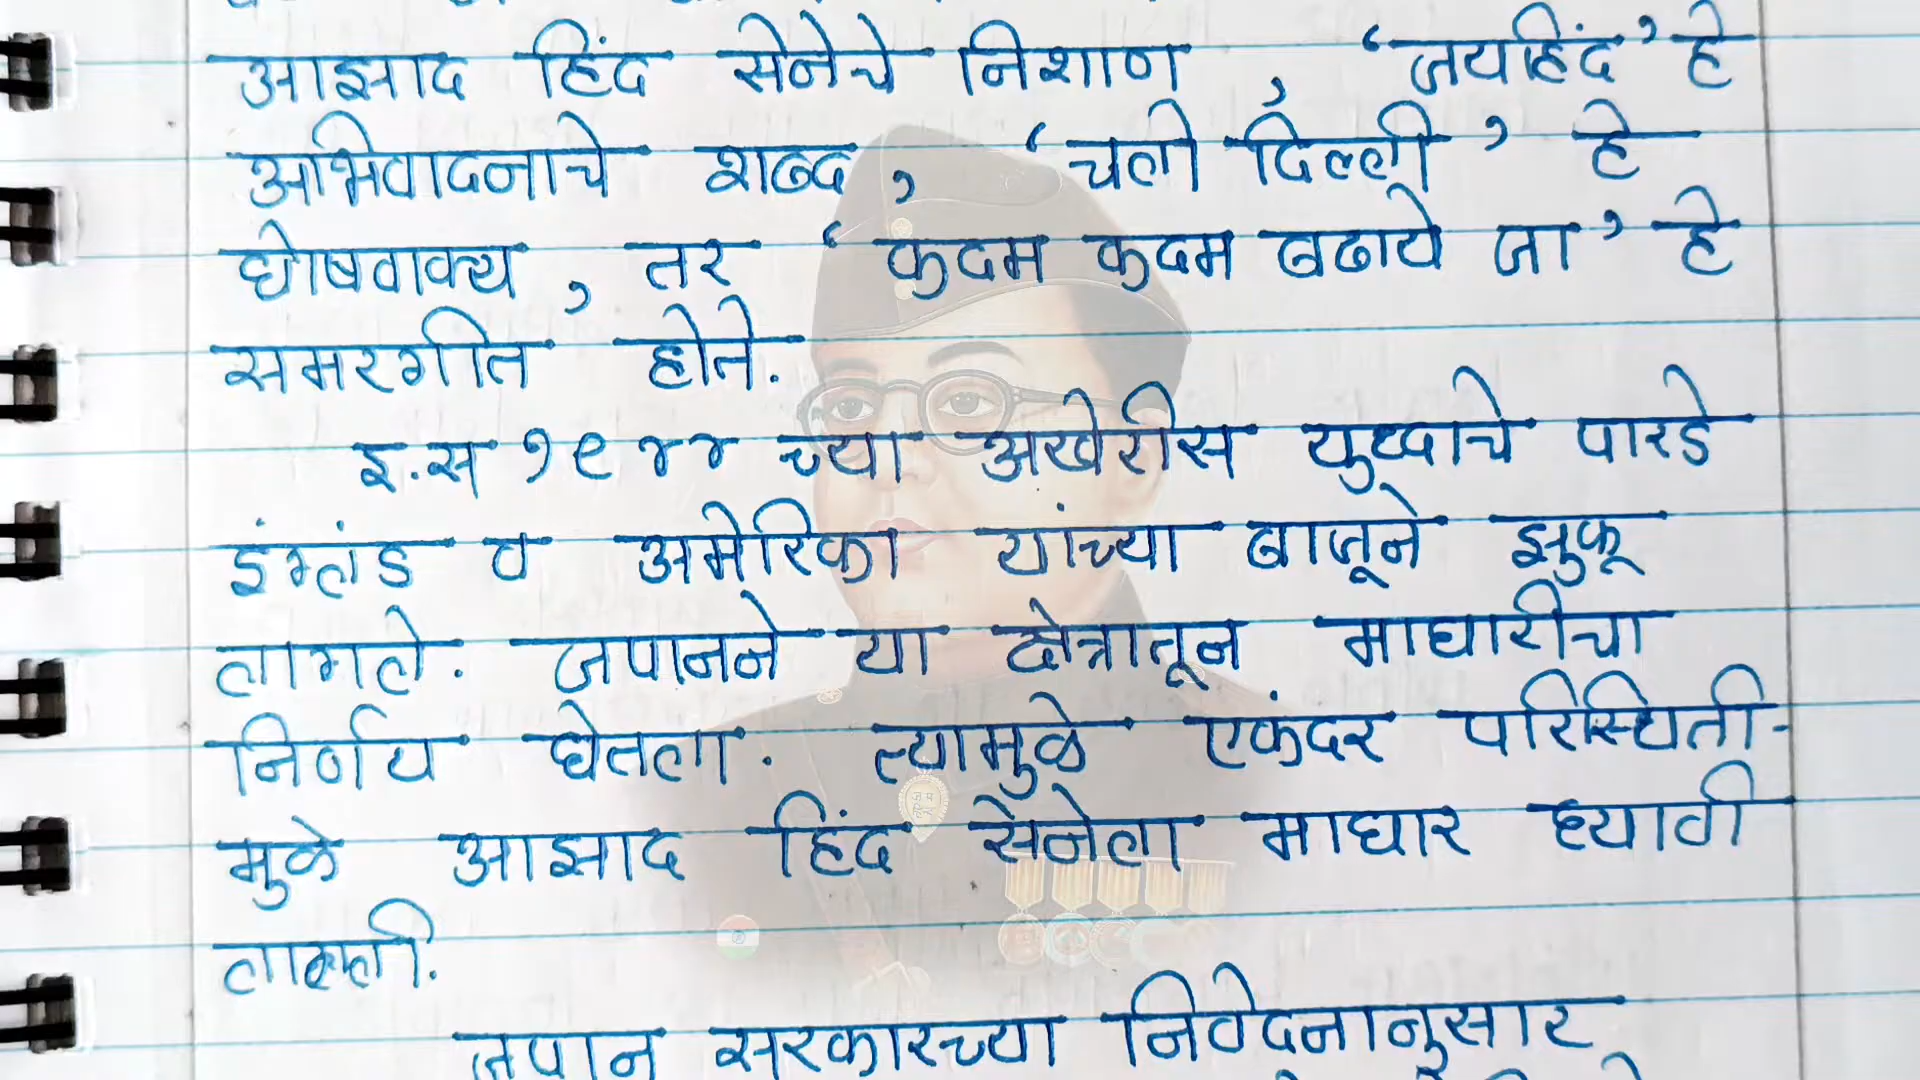 आझाद हिंद सेनेचे निशाण, ‘जयहिंद’ हे
अभिवादनाचे शब्द, ‘चलो दिल्ली’ हे
घोषवाक्य, तर ‘कदम कदम बढाये जा’ हे
समरगीत होते.
इ.स १९४४ च्या अखेरीस युध्दाचे पारडे
इंग्लंड व अमेरिका यांच्या बाजूने झुकू
लागले. जपानने या क्षेत्रातून माघारीचा
निर्णय घेतला. त्यामुळे एकंदर परिस्थिती-
मुळे आझाद हिंद सेनेला माघार घ्यावी
लागली.
जपान सरकारच्या निवेदनानुसार